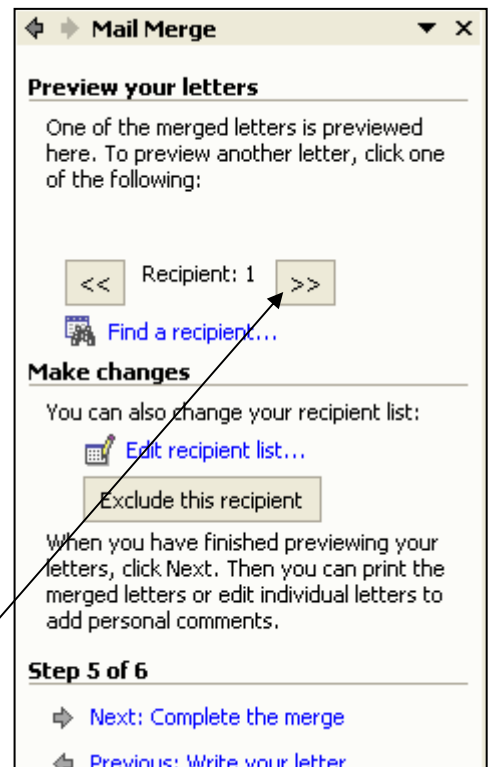 Mail Merge
Preview your letters
One of the merged letters is previewed
here. To preview another letter, click one
of the following:
<< Recipient: 1 >>
Find a recipient...
Make changes
You can also change your recipient list:
Edit recipient list...
Exclude this recipient
When you have finished previewing your
letters, click Next. Then you can print the
merged letters or edit individual letters to
add personal comments.
Step 5 of 6
Next: Complete the merge
Previous: Write your letter